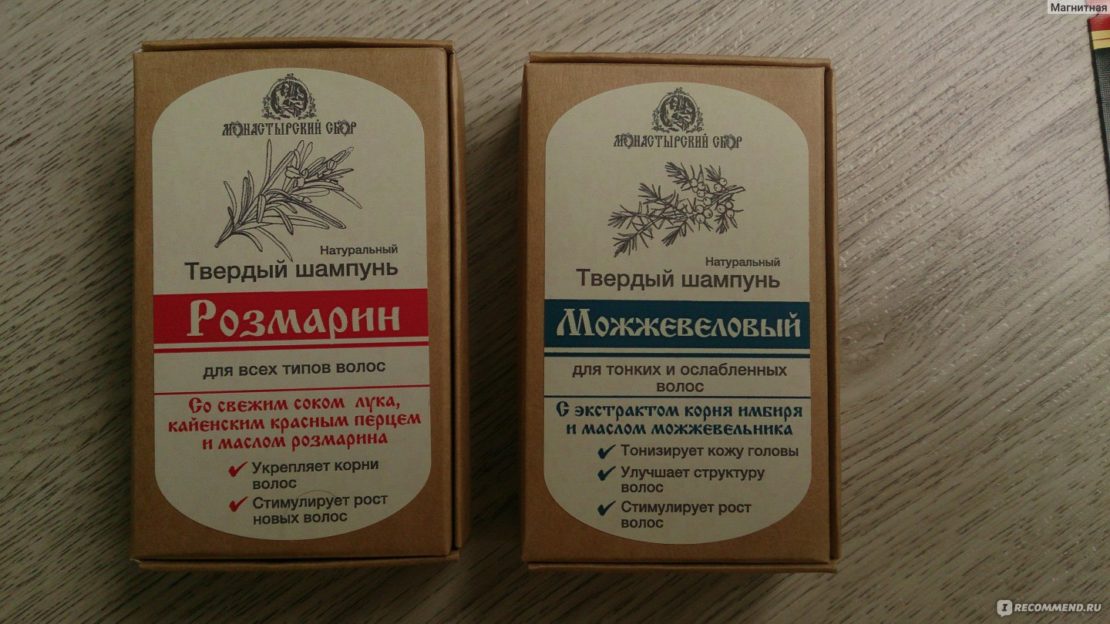 Магнитная
МОНАСТЫРСКИЙ СБОР
Натуральный
Твердый шампунь
Розмарин
для всех типов волос
Со свежим соком лука,
кайенским красным перцем
и маслом розмарина
Укрепляет корни
волос
Стимулирует рост
новых волос
МОНАСТЫРСКИЙ СБОР
Натуральный
Твердый шампунь
Можжевеловый
для тонких и ослабленных
волос
С экстрактом корня имбиря
и маслом можжевельника
Тонизирует кожу головы
Улучшает структуру
волос
Стимулирует рост
волос
I RECOMMEND.RU